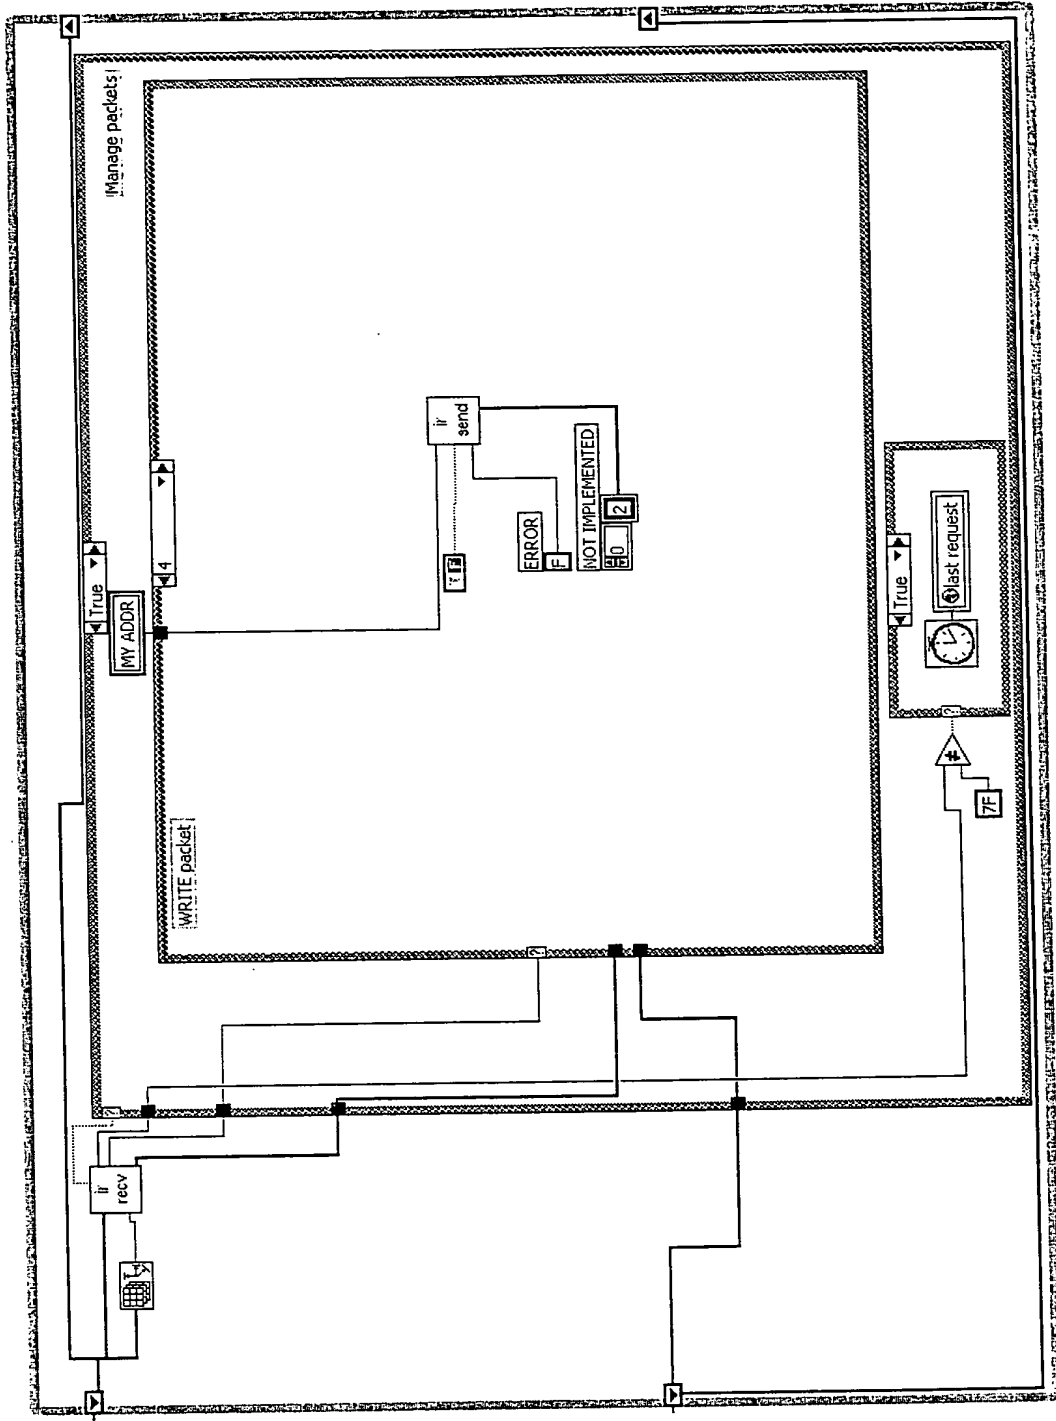 Manage packets
True
MY ADDR
4
WRITE packet
ir
send
ERROR
F
NOT IMPLEMENTED
0
2
ir
recv
True
last request
≠
7F
?
?
?